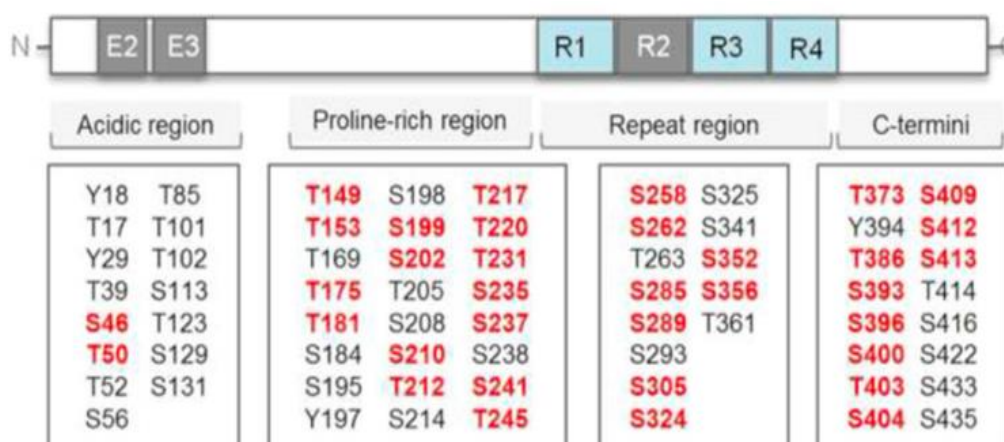 N E2 E3 R1 R2 R3 R4
Acidic region Proline-rich region Repeat region C-termini
Y18 T85 T149 S198 T217 S258 S325 T373 S409
T17 T101 T153 S199 T220 S262 S341 Y394 S412
Y29 T102 T169 S202 T231 T263 S352 T386 S413
T39 S113 T175 T205 S235 S285 S356 S393 T414
S46 T123 T181 S208 S237 S289 T361 S396 S416
T50 S129 S184 S210 S238 S293 S400 S422
T52 S131 S195 T212 S241 S305 T403 S433
S56 Y197 S214 T245 S324 S404 S435